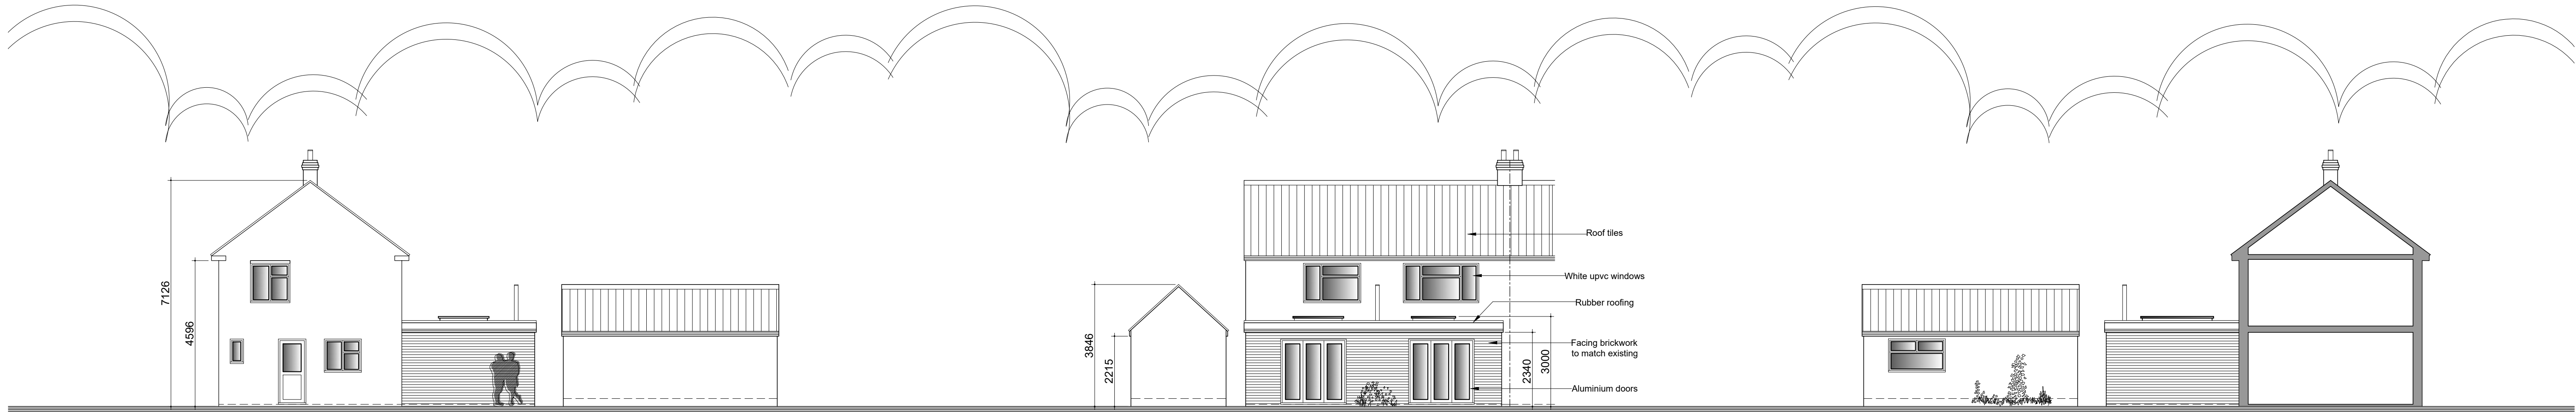 7126
4596
3846
2215
Roof tiles
White upvc windows
Rubber roofing
Facing brickwork
to match existing
2340
3000
Aluminium doors